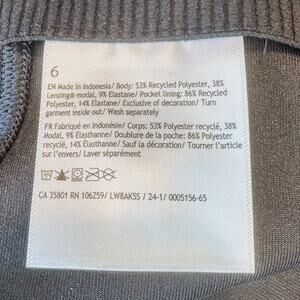 6
EN Made in Indonesia/ Body: 53% Recycled Polyester, 38%
Lenzing® modal, 9% Elastane/ Pocket lining: 86% Recycled
Polyester, 14% Elastane/ Exclusive of decoration/ Turn
garment inside out/ Wash separately
FR Fabriqué en Indonésie/ Corps: 53% Polyester recyclé, 38%
Modal, 9% Élasthanne/ Doublure de la poche: 86% Polyester
recyclé, 14% Élasthanne/ Sauf la décoration/ Tourner l'article
sur l'envers/ Laver séparément
CA 35801 RN 106259/ LW8AK5S / 24-1/ 0005156-65